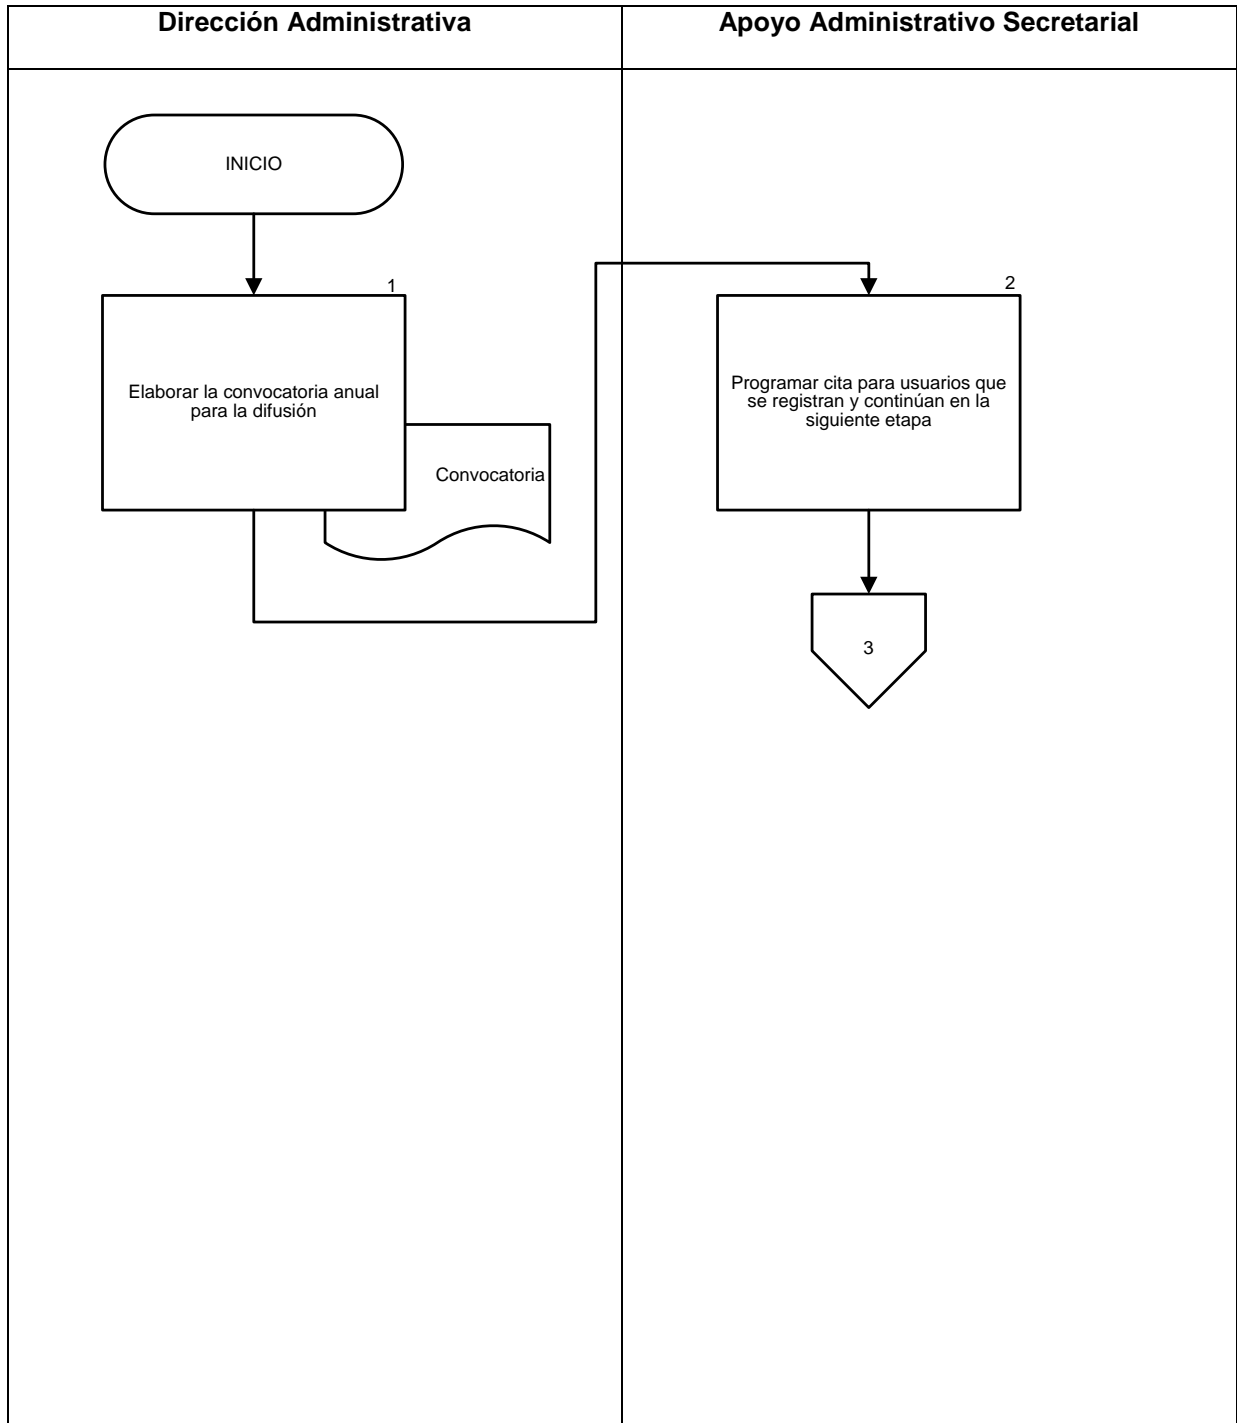 Dirección Administrativa
Apoyo Administrativo Secretarial
INICIO
1
Elaborar la convocatoria anual
para la difusión
Convocatoria
2
Programar cita para usuarios que
se registran y continúan en la
siguiente etapa
3